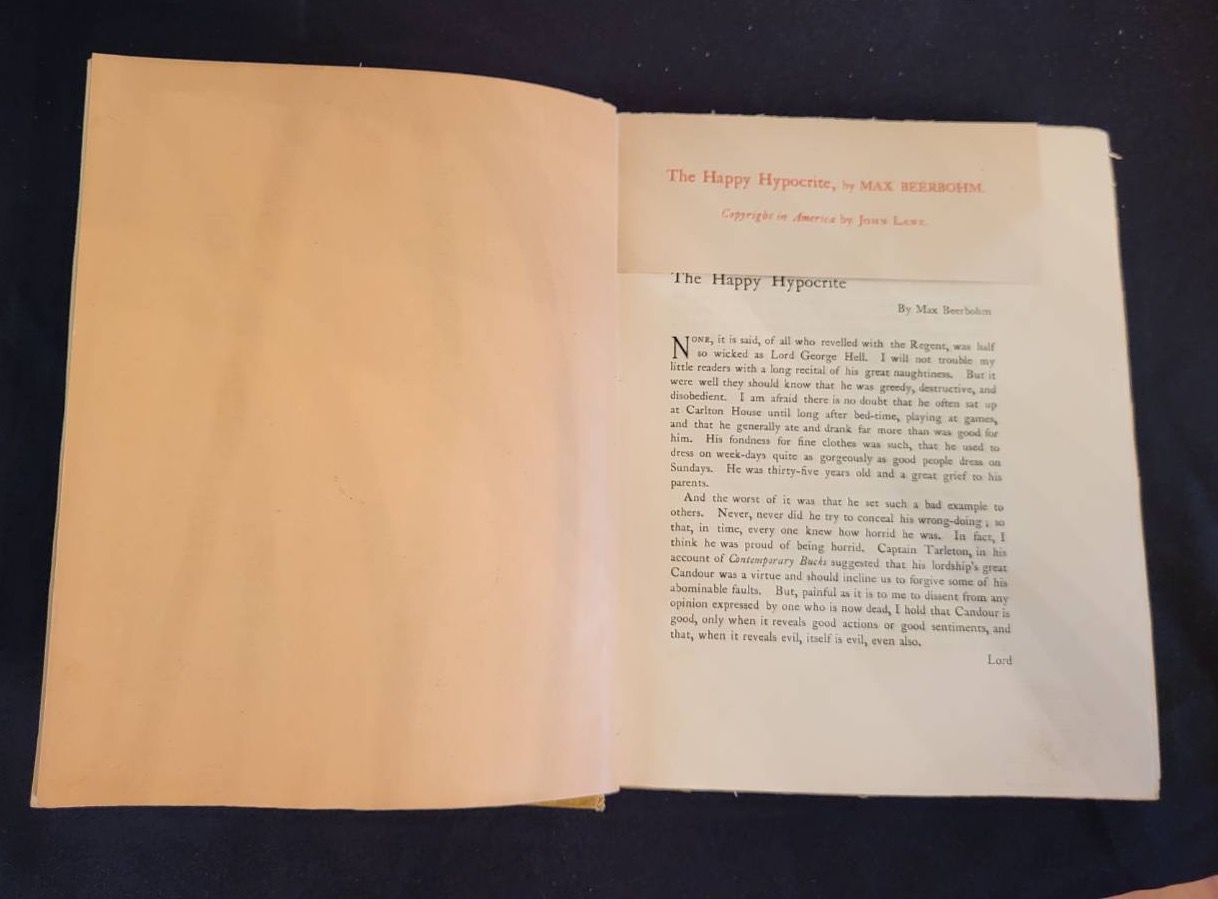 The Happy Hypocrite, by MAX BEERBOHM.
Copyright in America by JOHN LANE.
The Happy Hypocrite
By Max Beerbohm
NONE, it is said, of all who revelled with the Regent, was half
so wicked as Lord George Hell. I will not trouble my
little readers with a long recital of his great naughtiness. But it
were well they should know that he was greedy, destructive, and
disobedient. I am afraid there is no doubt that he often sat up
at Carlton House until long after bed-time, playing at games,
and that he generally ate and drank far more than was good for
him. His fondness for fine clothes was such, that he used to
dress on week-days quite as gorgeously as good people dress on
Sundays. He was thirty-five years old and a great grief to his
parents.
And the worst of it was that he set such a bad example to
others. Never, never did he try to conceal his wrong-doing; so
that, in time, every one knew how horrid he was. In fact, I
think he was proud of being horrid. Captain Tarleton, in his
account of Contemporary Bucks suggested that his lordship's great
Candour was a virtue and should incline us to forgive some of his
abominable faults. But, painful as it is to me to dissent from any
opinion expressed by one who is now dead, I hold that Candour is
good, only when it reveals good actions or good sentiments, and
that, when it reveals evil, itself is evil, even also.
Lord